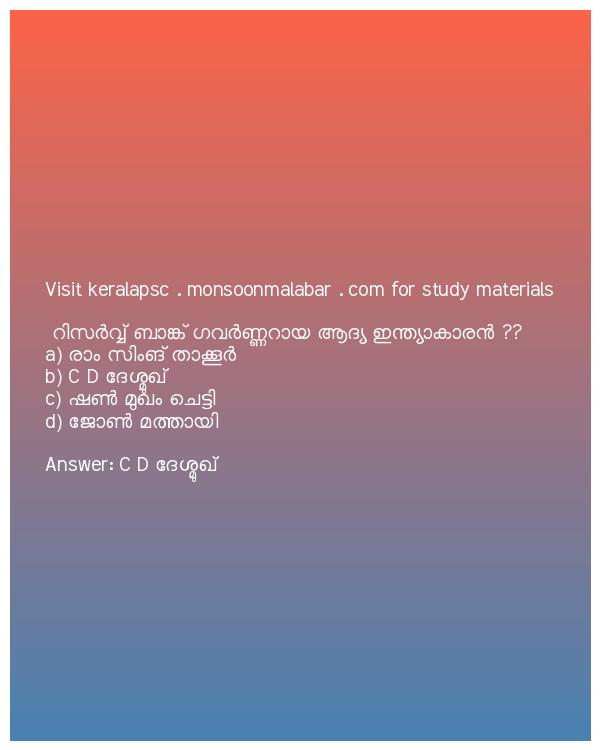 Visit keralapsc . monsoonmalabar . com for study materials
റിസർവ്വ് ബാങ്ക് ഗവർണ്ണറായ ആദ്യ ഇന്ത്യാകാരൻ ??
a) രാം സിംങ് താക്കൂർ
b) C D ദേശ്മുഖ്
c) ഷൺ മുഖം ചെട്ടി
d) ജോൺ മത്തായി
Answer: C D ദേശ്മുഖ്